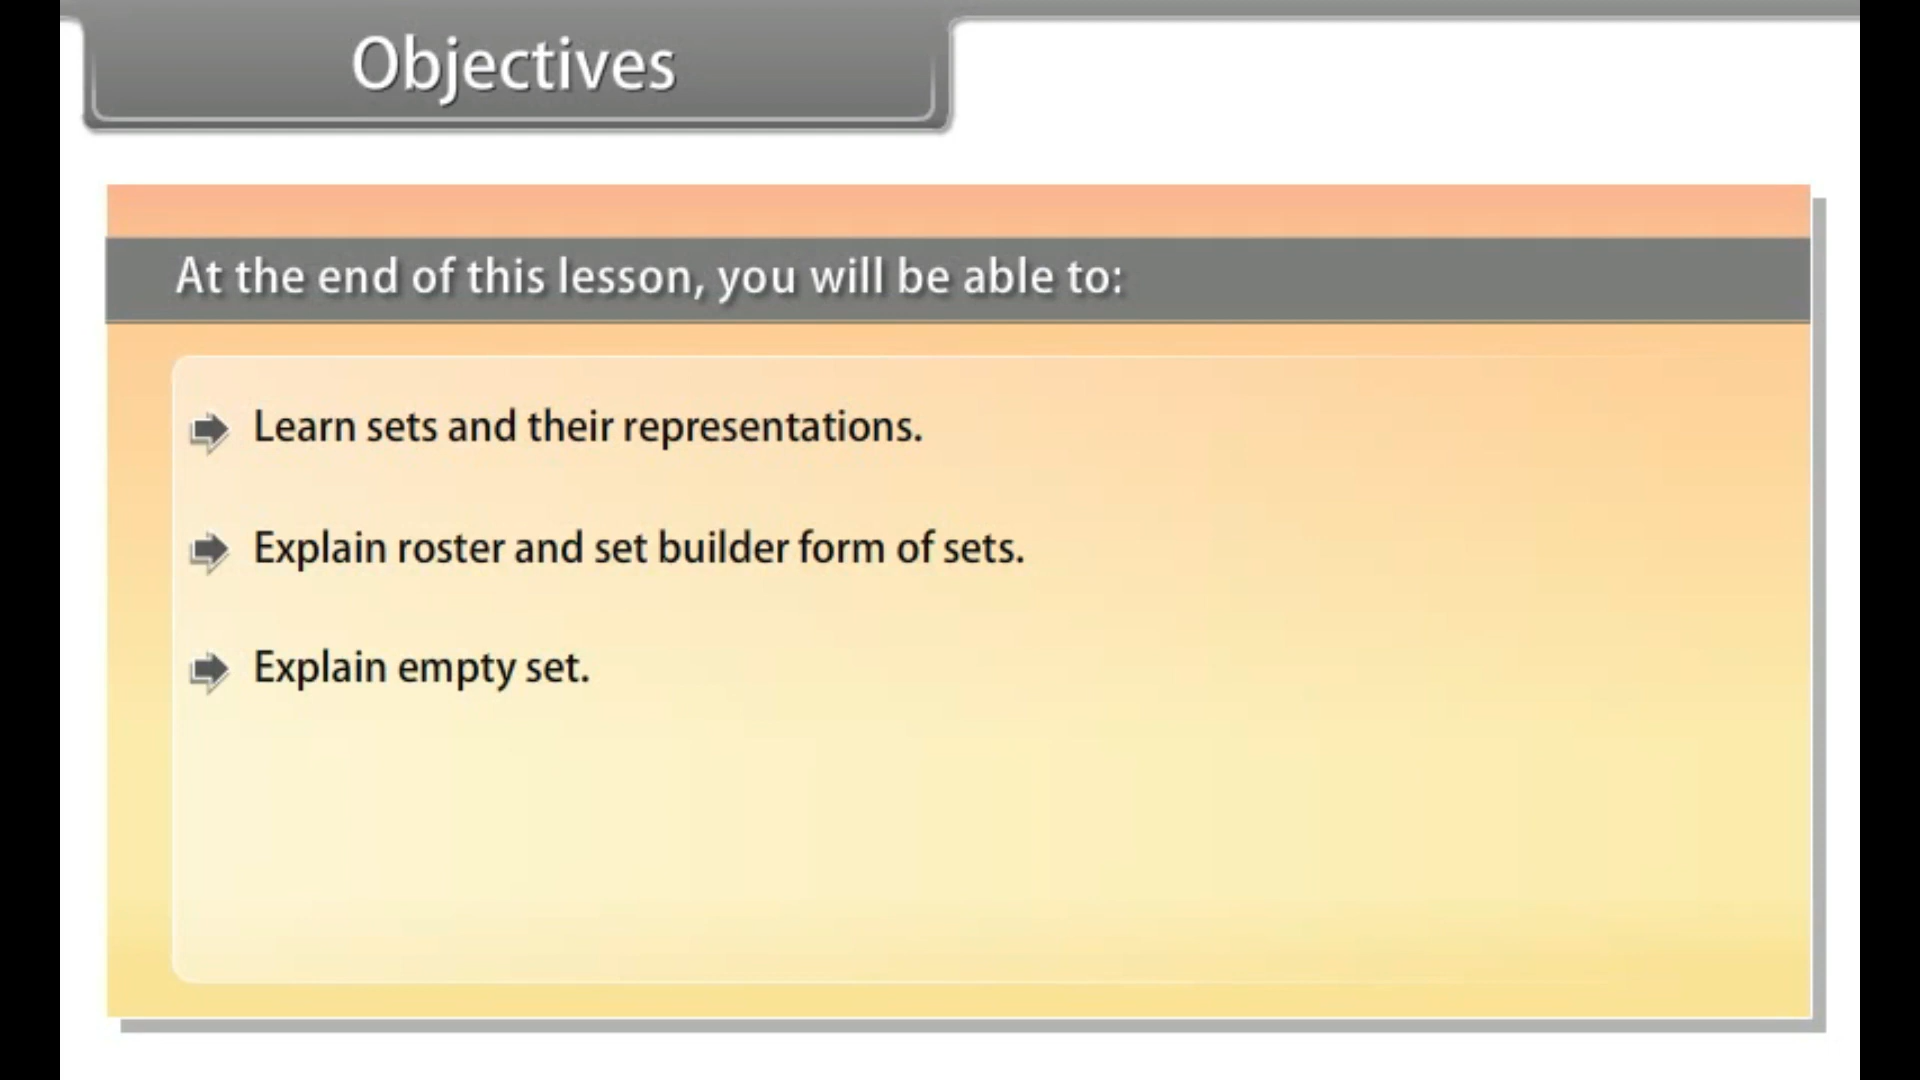 Objectives
At the end of this lesson, you will be able to:
Learn sets and their representations.
Explain roster and set builder form of sets.
Explain empty set.